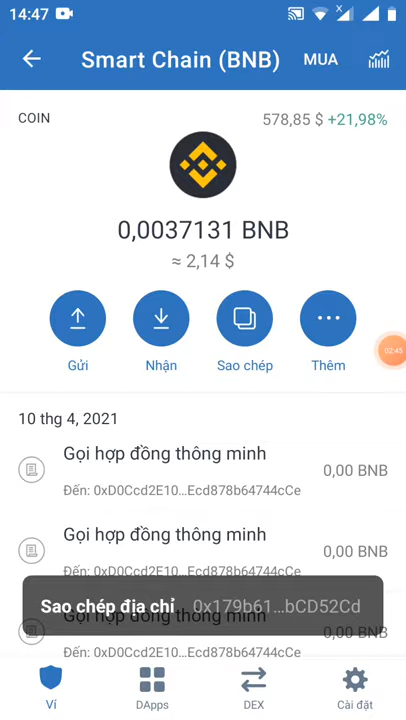 14:47
Smart Chain (BNB) MUA
COIN 578,85 $ +21,98%
0,0037131 BNB
≈ 2,14 $
Gửi Nhận Sao chép Thêm
02:45
10 thg 4, 2021
Gọi hợp đồng thông minh 0,00 BNB
Đến: 0xD0Ccd2E10...Ecd878b64744cCe
Gọi hợp đồng thông minh 0,00 BNB
Đến: 0xD0Ccd2E10...Ecd878b64744cCe
Sao chép địa chỉ 0x179b61...bCD52Cd
Gọi hợp đồng thông minh 0,00 BNB
Đến: 0xD0Ccd2E10...Ecd878b64744cCe
Ví DApps DEX Cài đặt